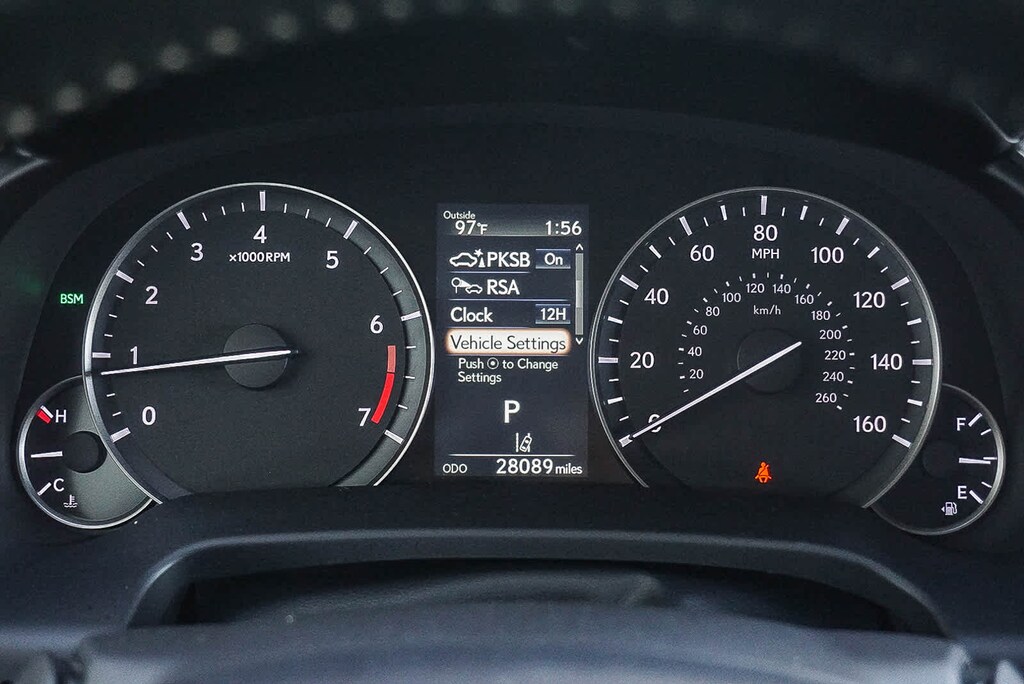 BSM
0
1
2
3
4
5
6
7
x1000RPM
H
C
Outside
97°F 1:56
PKSB On
RSA
Clock 12H
Vehicle Settings
Push to Change
Settings
P
ODO 28089 miles
0
20
40
60
80
100
120
140
160
MPH
20
40
60
80
100
120
140
160
180
200
220
240
260
km/h
F
E